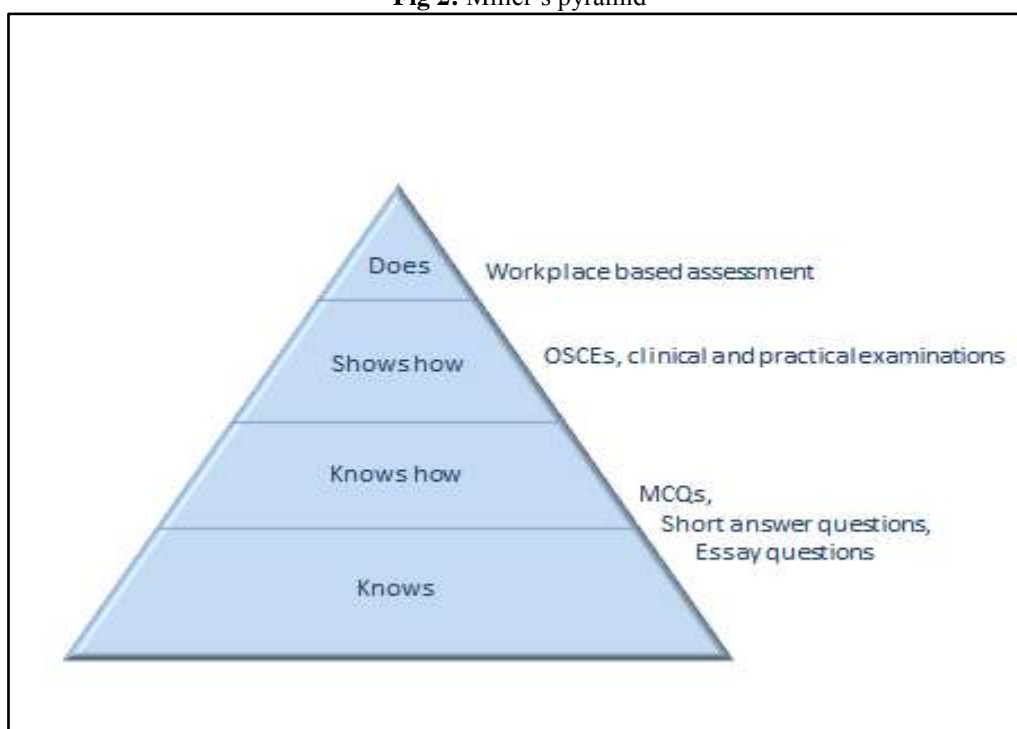 Fig 2: Miller's pyramid
Does
Workplace based assessment
Shows how
OSCEs, clinical and practical examinations
Knows how
MCQs,
Short answer questions,
Essay questions
Knows